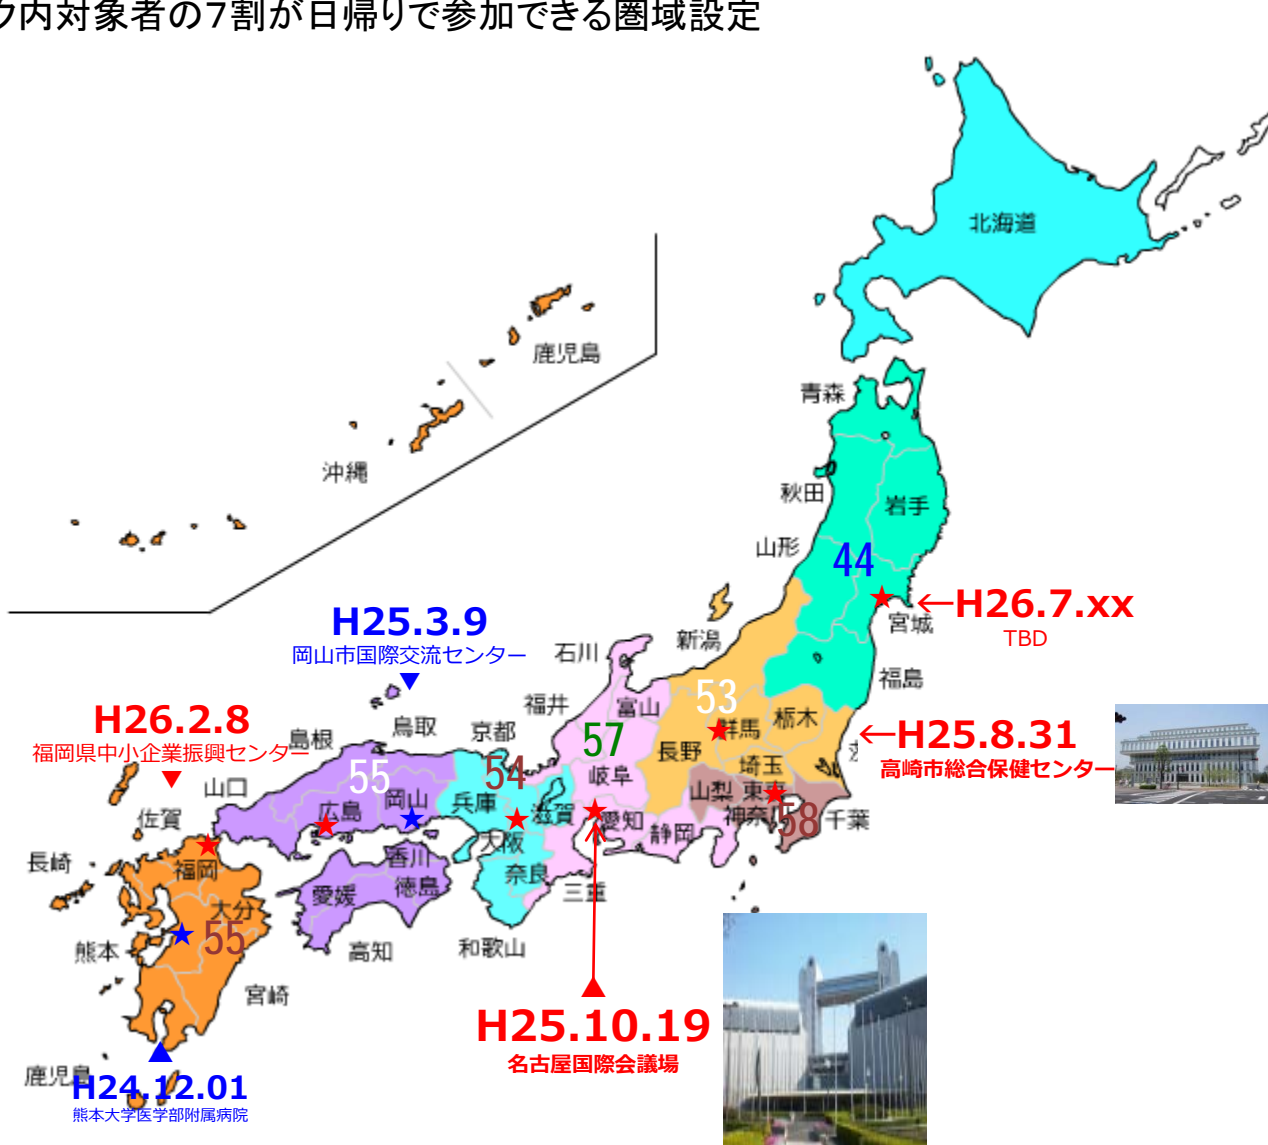 ク内対象者の7割が日帰りで参加できる圏域設定
北海道
鹿児島
青森
沖縄
秋田
岩手
山形
44
←H26.7.xx
宮城
TBD
H25.3.9
岡山市国際交流センター
新潟
石川
福島
53
富山
福井
栃木
群馬
H26.2.8
福岡県中小企業振興センター
鳥取
京都
島根
57
長野
←H25.8.31
高崎市総合保健センター
埼玉
岐阜
54
55
山口
岡山
兵庫
山梨
東京
滋賀
広島
佐賀
愛知
神奈川
58
千葉
静岡
大阪
香川
長崎
福岡
奈良
徳島
愛媛
三重
大分
55
熊本
高知
和歌山
宮崎
H25.10.19
名古屋国際会議場
鹿児島
H24.12.01
熊本大学医学部附属病院